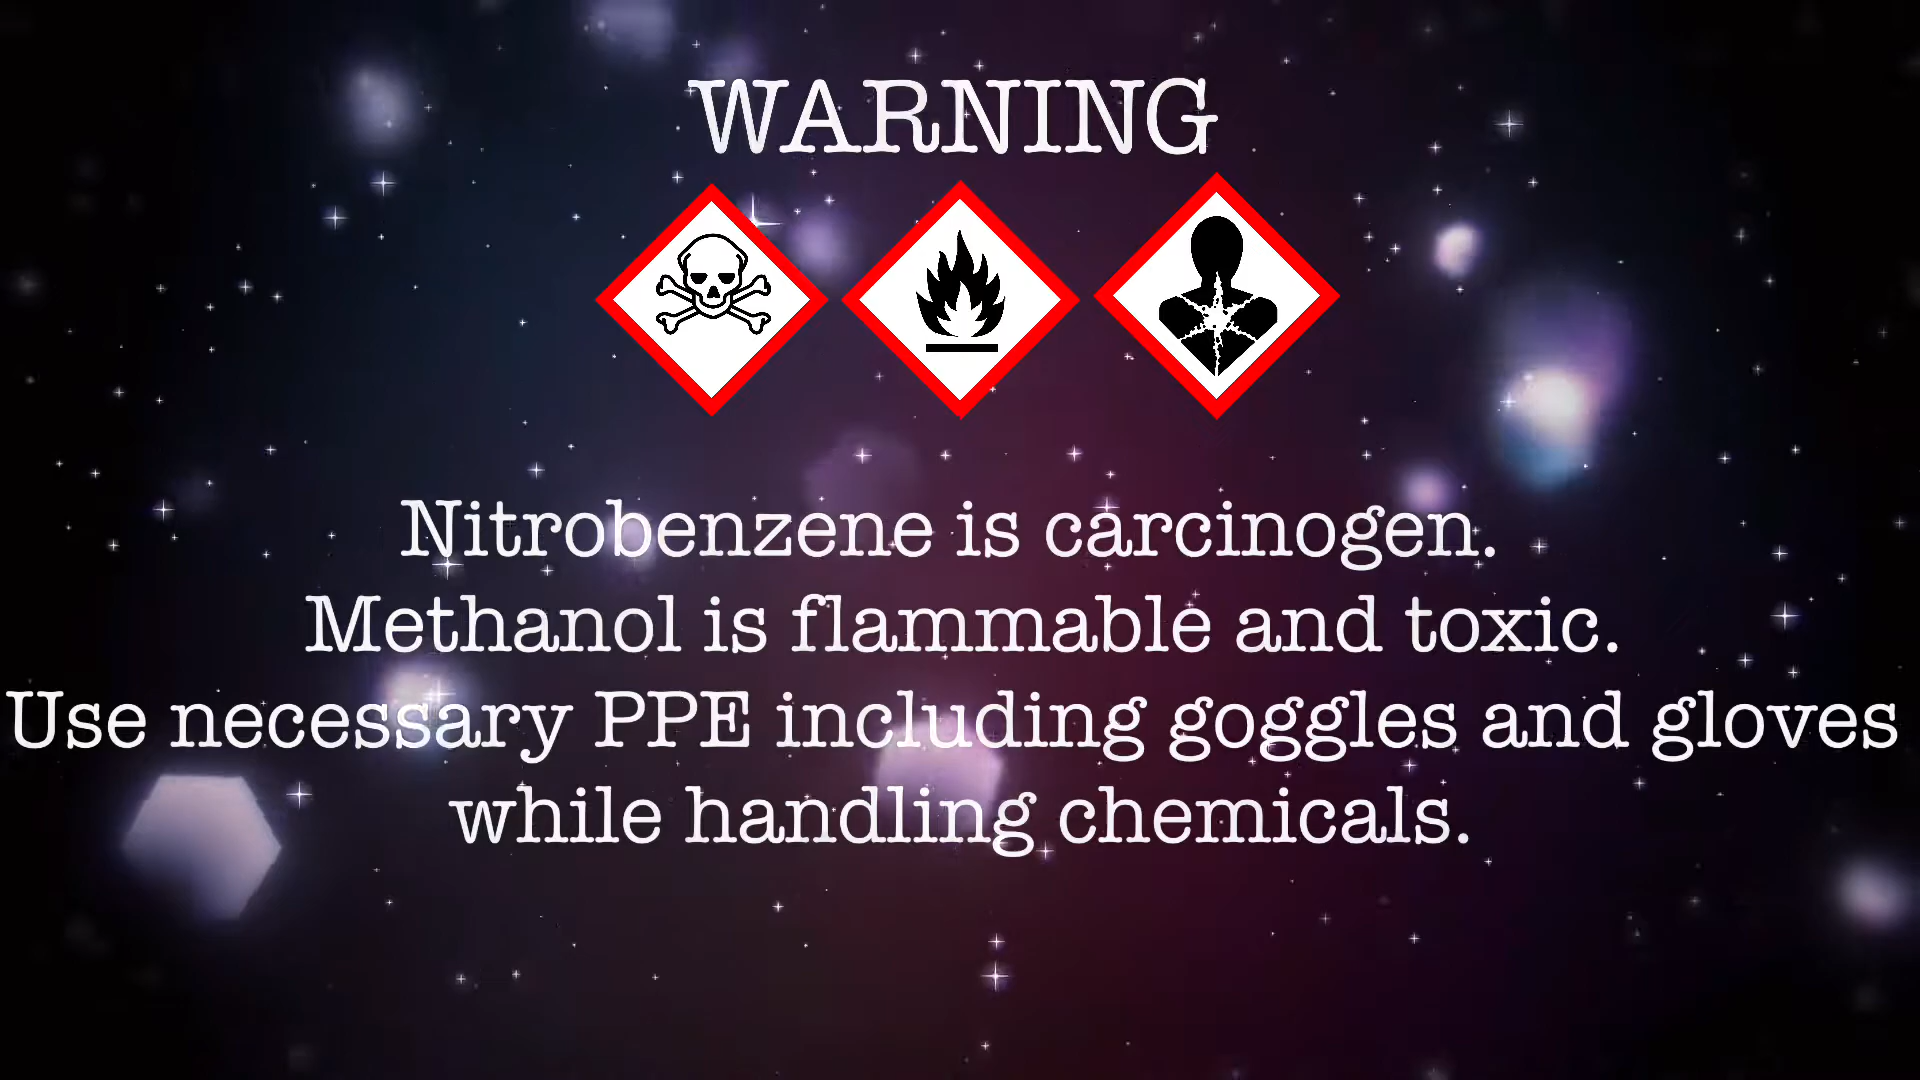 WARNING
Nitrobenzene is carcinogen.
Methanol is flammable and toxic.
Use necessary PPE including goggles and gloves
while handling chemicals.